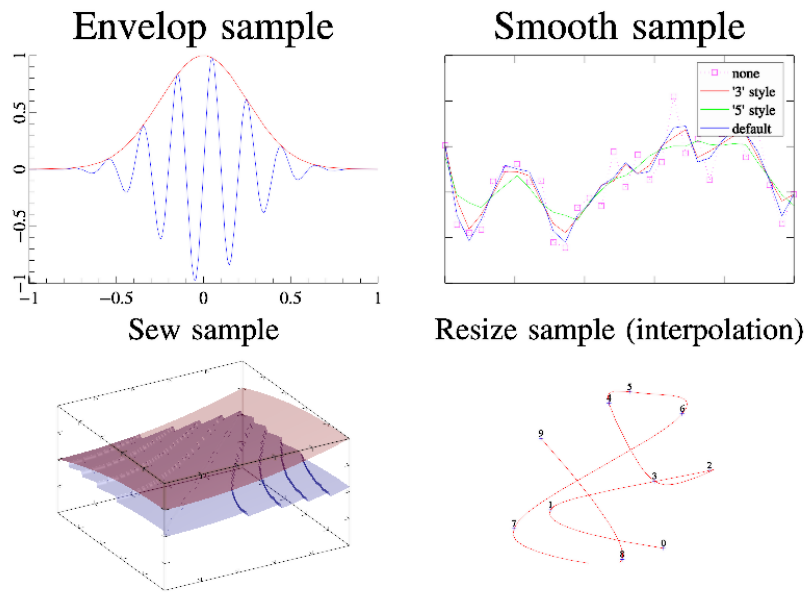 Envelop sample
Smooth sample
1
0.5
0
−0.5
−1
−1
−0.5
0
0.5
1
none
'3' style
'5' style
default
Sew sample
Resize sample (interpolation)
5
4
6
9
3
2
1
7
0
8